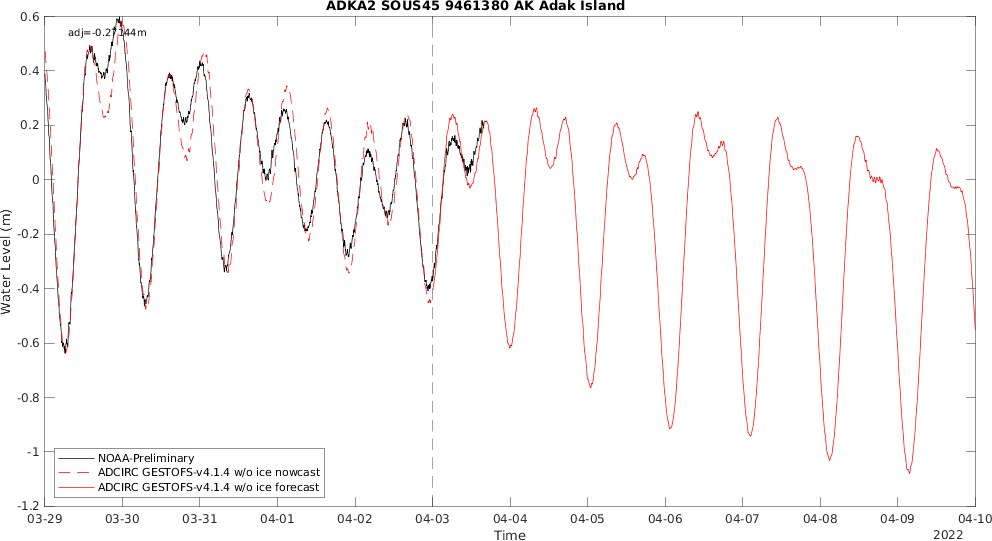 ADKA2 SOUS45 9461380 AK Adak Island
adj=-0.27144m
Water Level (m)
0.6
0.4
0.2
0
-0.2
-0.4
-0.6
-0.8
-1
-1.2
NOAA-Preliminary
ADCIRC GESTOFS-v4.1.4 w/o ice nowcast
ADCIRC GESTOFS-v4.1.4 w/o ice forecast
03-29 03-30 03-31 04-01 04-02 04-03 04-04 04-05 04-06 04-07 04-08 04-09 04-10
Time
2022